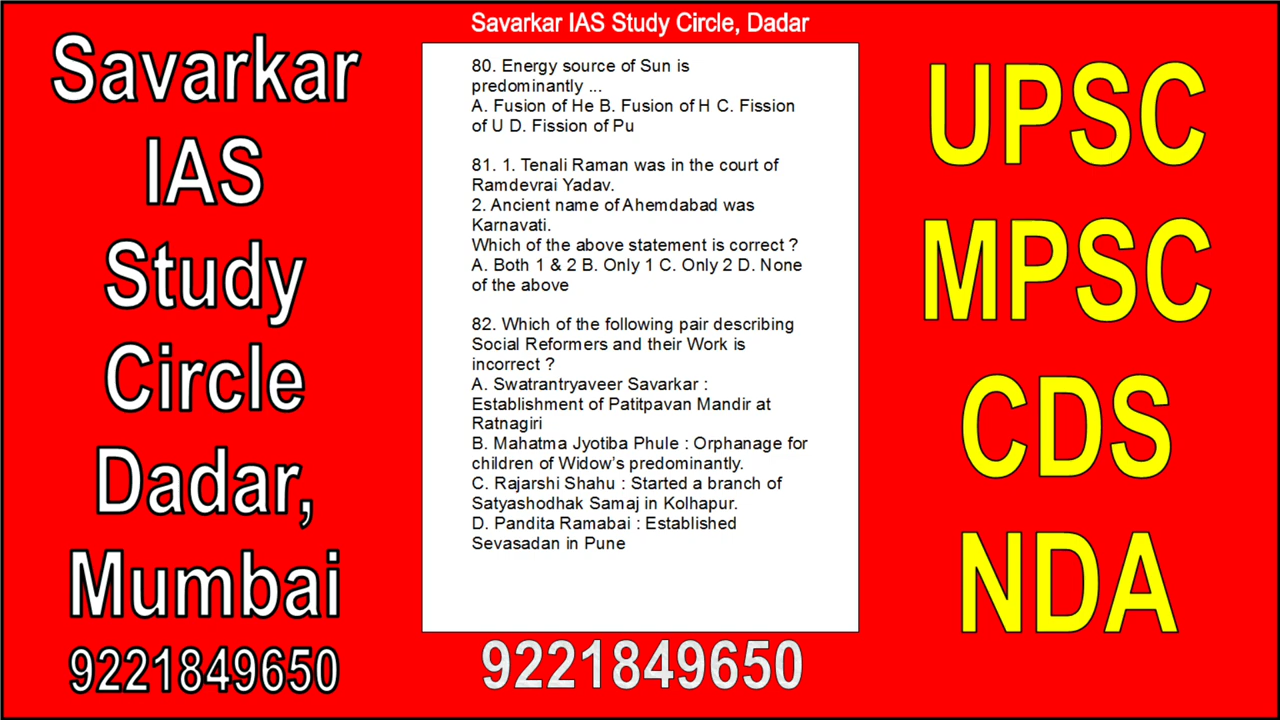 Savarkar IAS Study Circle, Dadar
Savarkar
IAS
Study
Circle
Dadar,
Mumbai
9221849650
80. Energy source of Sun is
predominantly ...
A. Fusion of He B. Fusion of H C. Fission
of U D. Fission of Pu
81. 1. Tenali Raman was in the court of
Ramdevrai Yadav.
2. Ancient name of Ahemdabad was
Karnavati.
Which of the above statement is correct ?
A. Both 1 & 2 B. Only 1 C. Only 2 D. None
of the above
82. Which of the following pair describing
Social Reformers and their Work is
incorrect ?
A. Swatrantryaveer Savarkar :
Establishment of Patitpavan Mandir at
Ratnagiri
B. Mahatma Jyotiba Phule : Orphanage for
children of Widow's predominantly.
C. Rajarshi Shahu : Started a branch of
Satyashodhak Samaj in Kolhapur.
D. Pandita Ramabai : Established
Sevasadan in Pune
9221849650
UPSC
MPSC
CDS
NDA